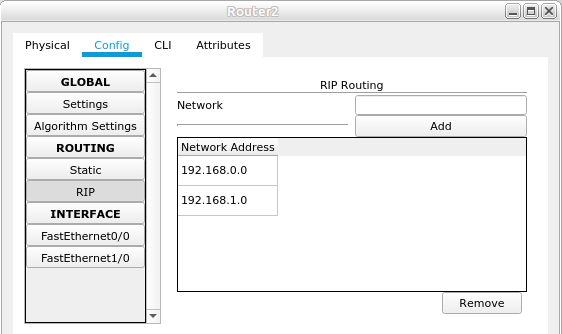 Router2
Physical
Config
CLI
Attributes
GLOBAL
Settings
Algorithm Settings
ROUTING
Static
RIP
INTERFACE
FastEthernet0/0
FastEthernet1/0
RIP Routing
Network
Add
Network Address
192.168.0.0
192.168.1.0
Remove